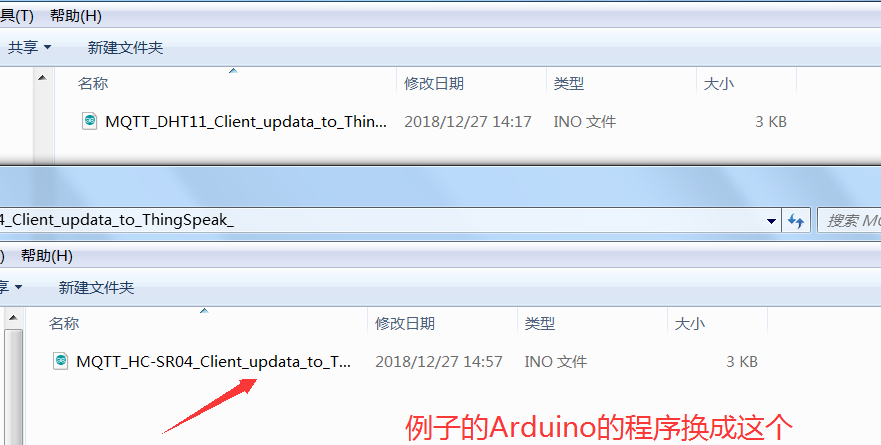 具(T) 帮助(H)
共享 新建文件夹
名称 修改日期 类型 大小
MQTT_DHT11_Client_updata_to_Thin... 2018/12/27 14:17 INO 文件 3 KB
4_Client_updata_to_ThingSpeak_ 搜索 MQ
) 帮助(H)
享 新建文件夹
名称 修改日期 类型 大小
MQTT_HC-SR04_Client_updata_to_T... 2018/12/27 14:57 INO 文件 3 KB
例子的Arduino的程序换成这个